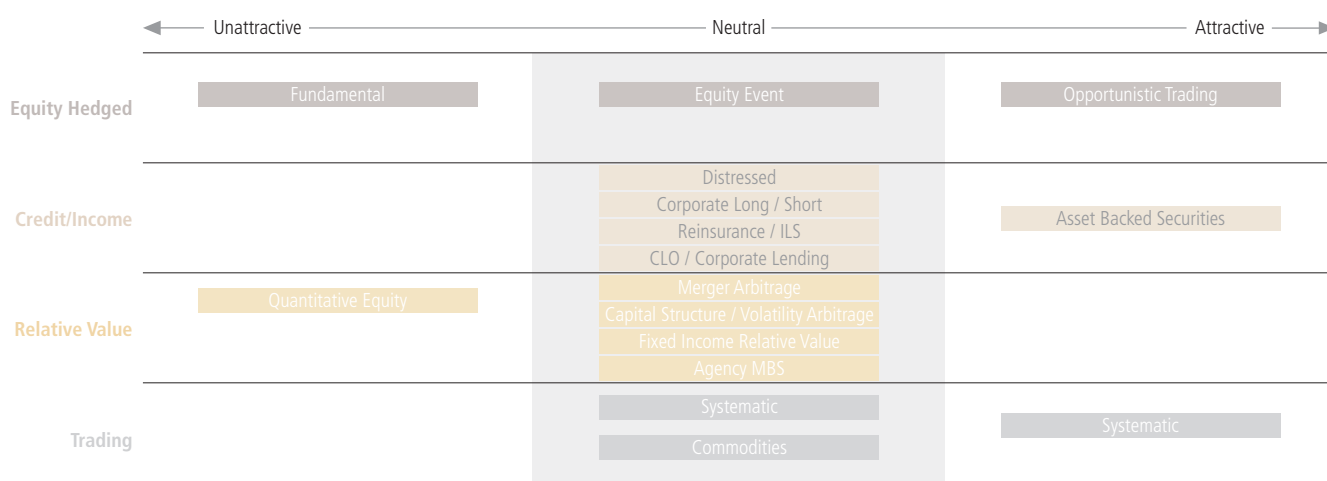 Unattractive Neutral Attractive
Equity Hedged
Fundamental
Equity Event
Opportunistic Trading
Credit/Income
Distressed
Corporate Long / Short
Reinsurance / ILS
CLO / Corporate Lending
Asset Backed Securities
Relative Value
Quantitative Equity
Merger Arbitrage
Capital Structure / Volatility Arbitrage
Fixed Income Relative Value
Agency MBS
Trading
Systematic
Commodities
Systematic